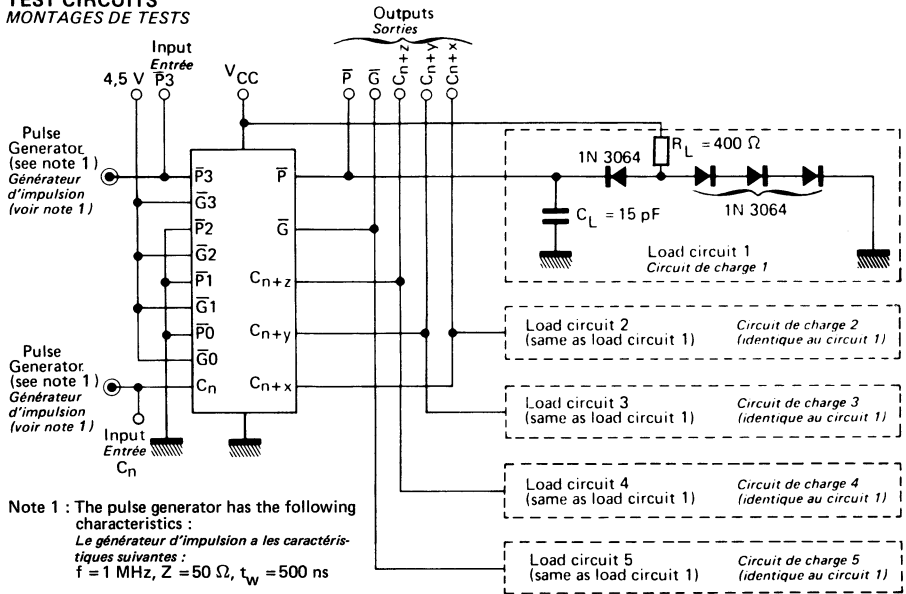 TEST CIRCUITS
MONTAGES DE TESTS
Outputs
Sorties
Input
Entrée
4,5 V
P̅3
VCC
P̅
G̅
Cn+z
Cn+y
Cn+x
Pulse
Generator.
(see note 1)
Générateur
d'impulsion
(voir note 1)
P̅3
G̅3
P̅2
G̅2
P̅1
G̅1
P̅0
G̅0
Cn
P̅
G̅
Cn+z
Cn+y
Cn+x
1N 3064
RL = 400 Ω
1N 3064
CL = 15 pF
Load circuit 1
Circuit de charge 1
Load circuit 2
(same as load circuit 1)
Circuit de charge 2
(identique au circuit 1)
Pulse
Generator.
(see note 1)
Générateur
d'impulsion
(voir note 1)
Input
Entrée
Cn
Load circuit 3
(same as load circuit 1)
Circuit de charge 3
(identique au circuit 1)
Load circuit 4
(same as load circuit 1)
Circuit de charge 4
(identique au circuit 1)
Load circuit 5
(same as load circuit 1)
Circuit de charge 5
(identique au circuit 1)
Note 1 : The pulse generator has the following
characteristics :
Le générateur d'impulsion a les caractéris-
tiques suivantes :
f = 1 MHz, Z = 50 Ω, tw = 500 ns